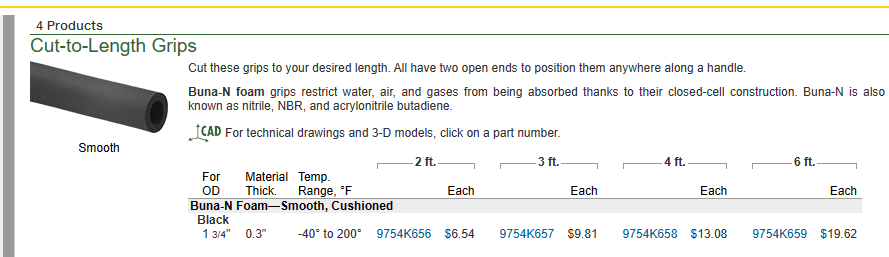 4 Products
Cut-to-Length Grips
Cut these grips to your desired length. All have two open ends to position them anywhere along a handle.
Buna-N foam grips restrict water, air, and gases from being absorbed thanks to their closed-cell construction. Buna-N is also
known as nitrile, NBR, and acrylonitrile butadiene.
CAD For technical drawings and 3-D models, click on a part number.
Smooth
2 ft. 3 ft. 4 ft. 6 ft.
For Material Temp.
OD Thick. Range, °F Each Each Each Each
Buna-N Foam—Smooth, Cushioned
Black
1 3/4" 0.3" -40° to 200° 9754K656 $6.54 9754K657 $9.81 9754K658 $13.08 9754K659 $19.62